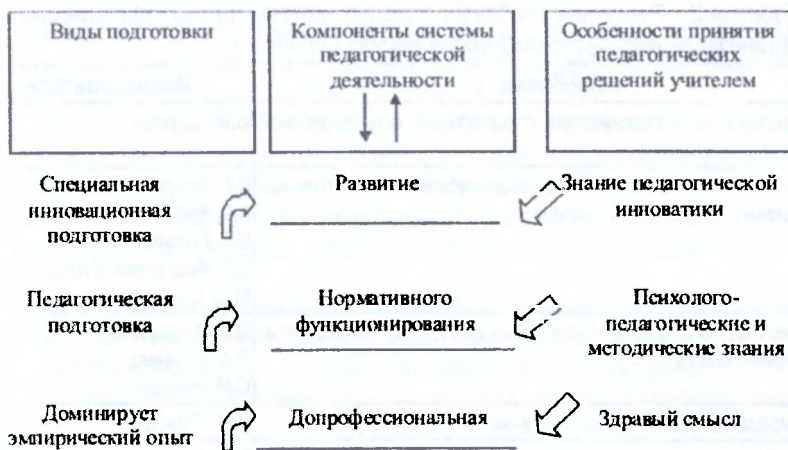 Виды подготовки
Компоненты системы
педагогической
деятельности
Особенности принятия
педагогических
решений учителем
Специальная
инновационная
подготовка
Развитие
Знание педагогической
инноватики
Педагогическая
подготовка
Нормативного
функционирования
Психолого-
педагогические и
методические знания
Доминирует
эмпирический опыт
Допрофессиональная
Здравый смысл